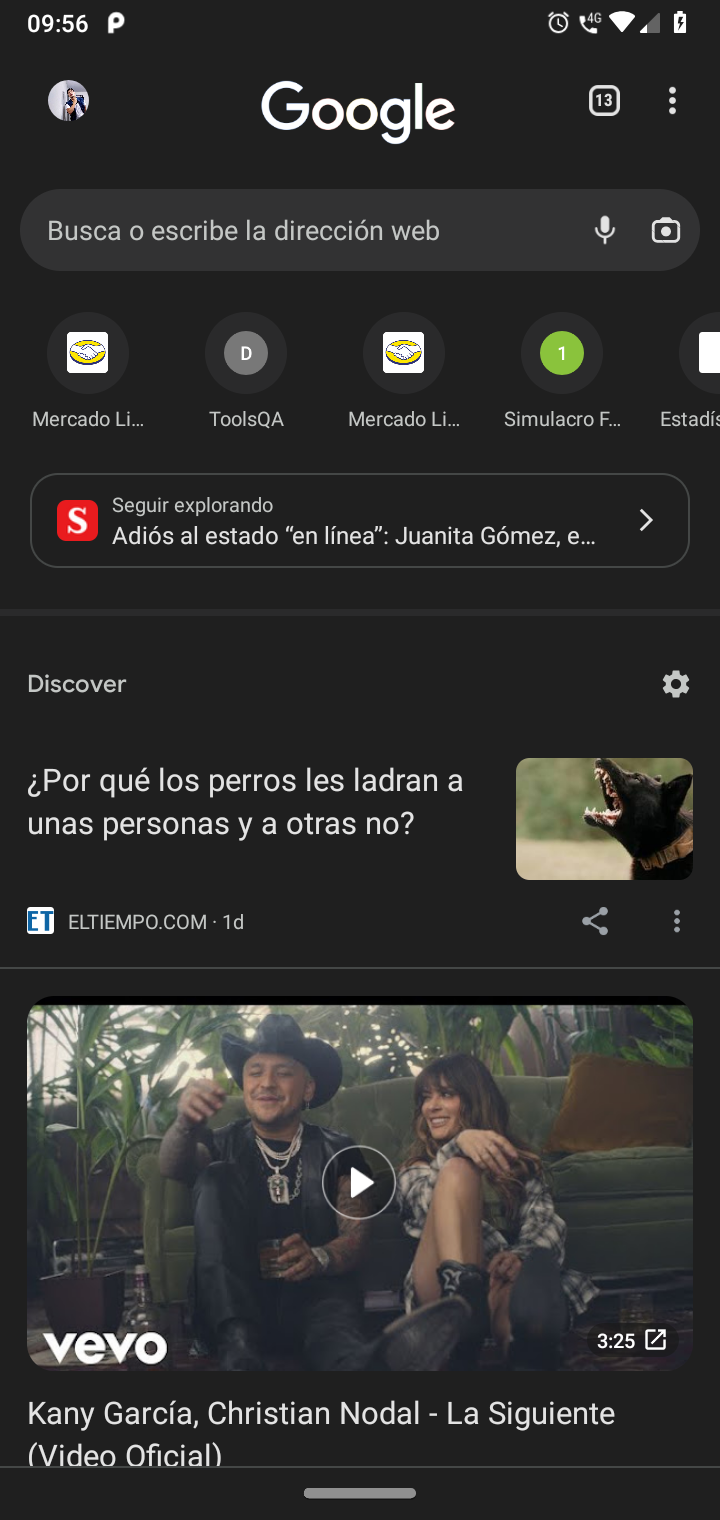 09:56
4G
Google
13
Busca o escribe la dirección web
D
1
Mercado Li...
ToolsQA
Mercado Li...
Simulacro F...
Estadís
S
Seguir explorando
Adiós al estado “en línea”: Juanita Gómez, e...
Discover
¿Por qué los perros les ladran a
unas personas y a otras no?
ET
ELTIEMPO.COM · 1d
vevo
3:25
Kany García, Christian Nodal - La Siguiente
(Video Oficial)